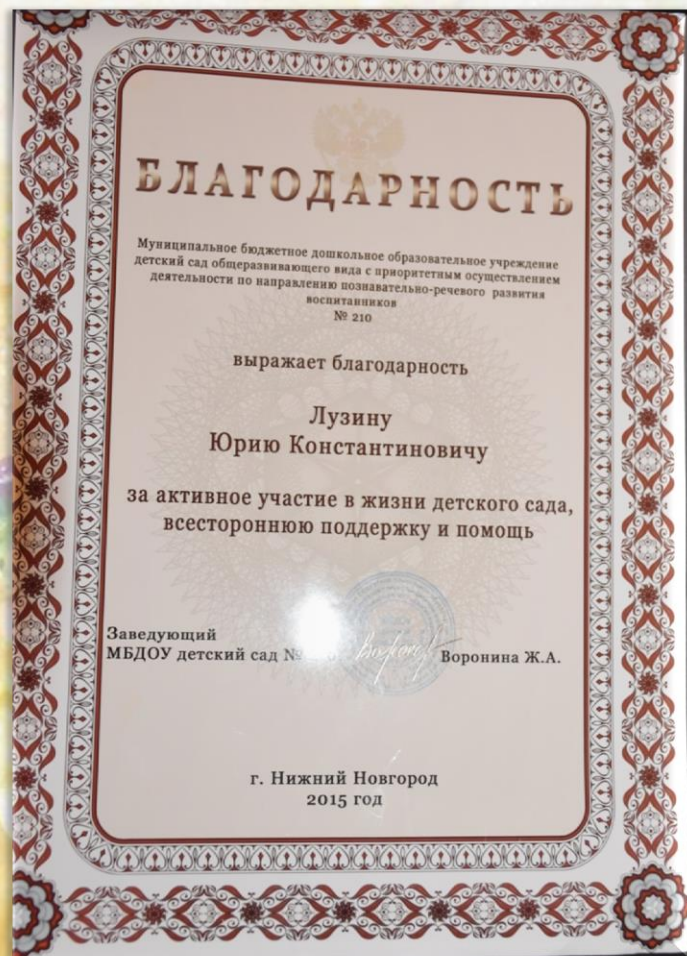 БЛАГОДАРНОСТЬ
Муниципальное бюджетное дошкольное образовательное учреждение
детский сад общеразвивающего вида с приоритетным осуществлением
деятельности по направлению познавательно-речевого развития
воспитанников
№ 210
выражает благодарность
Лузину
Юрию Константиновичу
за активное участие в жизни детского сада,
всестороннюю поддержку и помощь
Заведующий
МБДОУ детский сад № Воронина Ж.А.
г. Нижний Новгород
2015 год